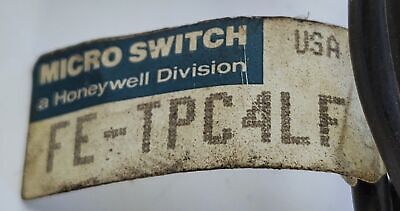 MICRO SWITCH
a Honeywell Division
USA
FE-TPC4LF